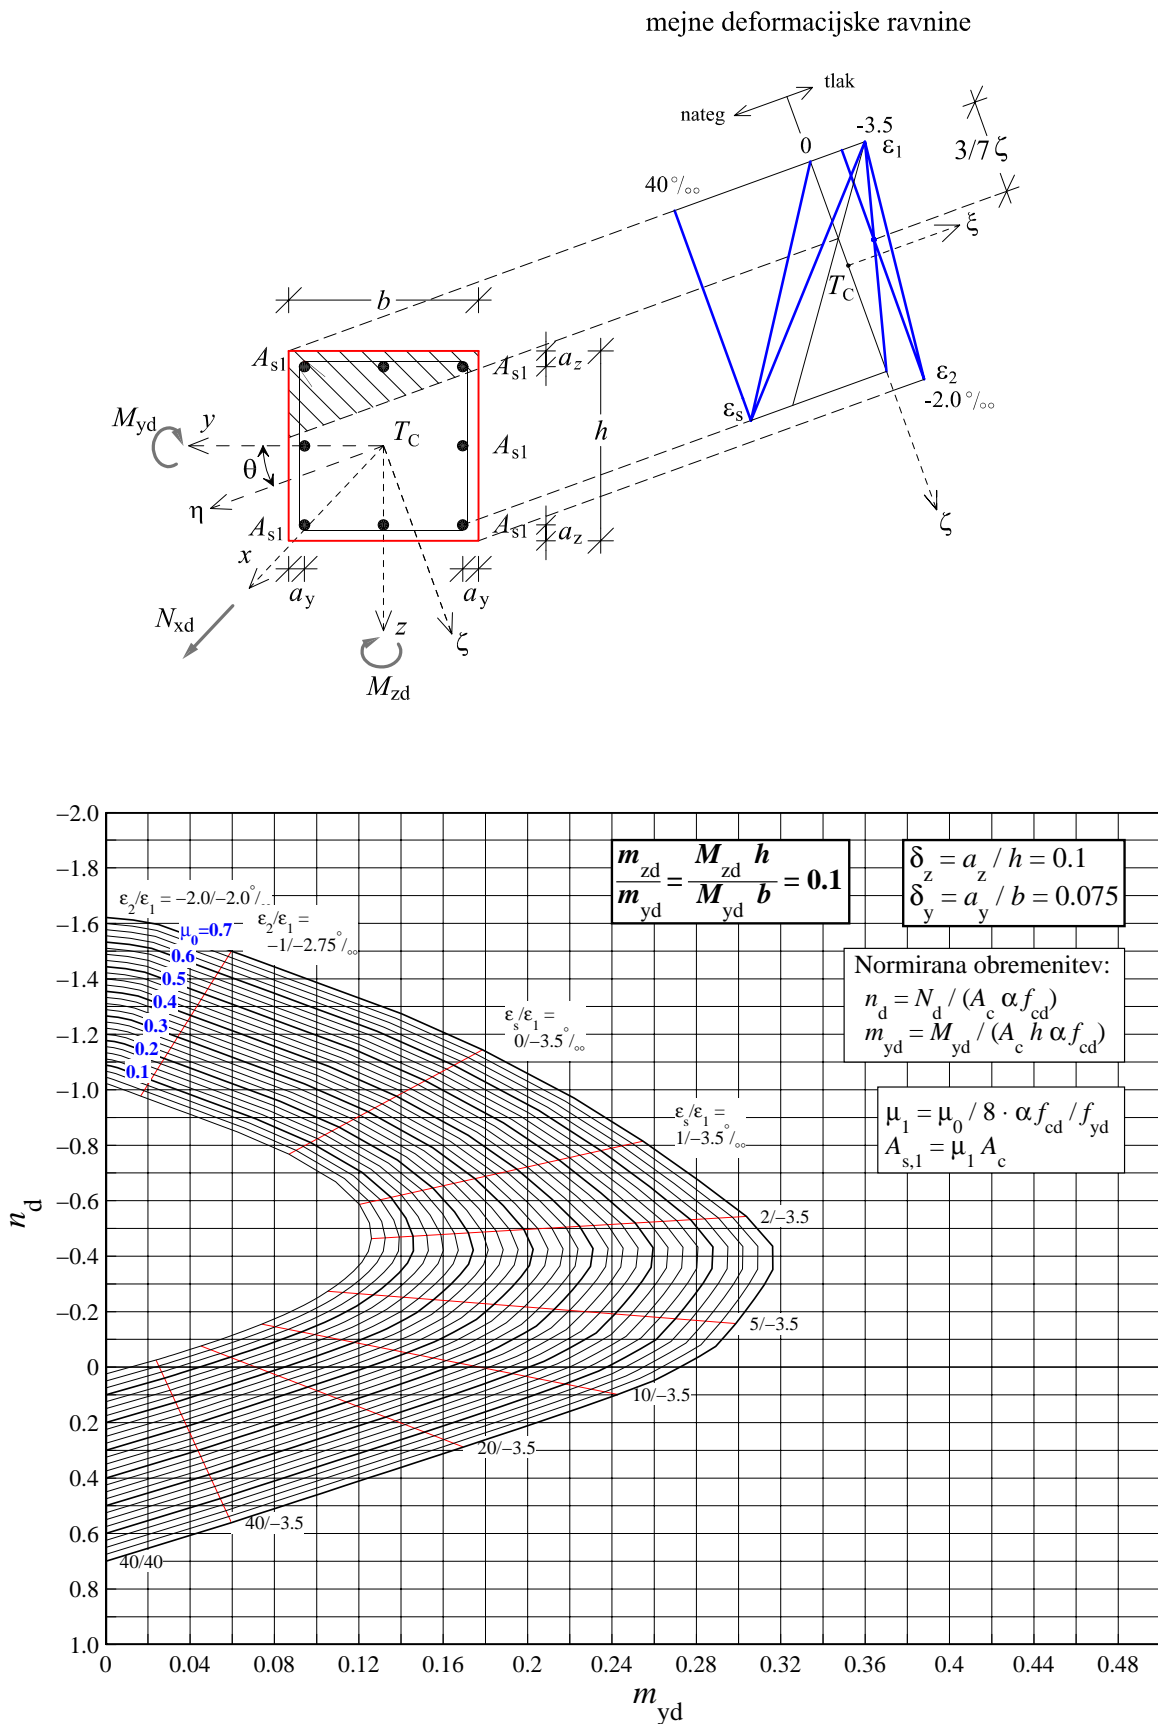 mejne deformacijske ravnine
tlak
nateg
0
-3.5
ε1
3/7 ζ
40 °/∞
ξ
TC
b
As1
As1
az
εs
ε2
-2.0°/∞
Myd
y
TC
As1
h
θ
η
ζ
As1
As1
az
x
ay
ay
Nxd
z
ζ
Mzd
−2.0
−1.8
−1.6
−1.4
−1.2
−1.0
−0.8
−0.6
−0.4
−0.2
0
0.2
0.4
0.6
0.8
1.0
nd
mzd / myd = Mzd h / Myd b = 0.1
δz = az / h = 0.1
δy = ay / b = 0.075
ε2/ε1 = −2.0/−2.0°/∞
ε2/ε1 =
−1/−2.75°/∞
μ0=0.7
0.6
0.5
0.4
0.3
0.2
0.1
Normirana obremenitev:
nd = Nd / (Ac αfcd)
myd = Myd / (Ac h αfcd)
εs/ε1 =
0/−3.5°/∞
μ1 = μ0 / 8 · αfcd / fyd
As,1 = μ1 Ac
εs/ε1 =
1/−3.5°/∞
2/−3.5
5/−3.5
10/−3.5
20/−3.5
40/−3.5
40/40
0 0.04 0.08 0.12 0.16 0.2 0.24 0.28 0.32 0.36 0.4 0.44 0.48
myd